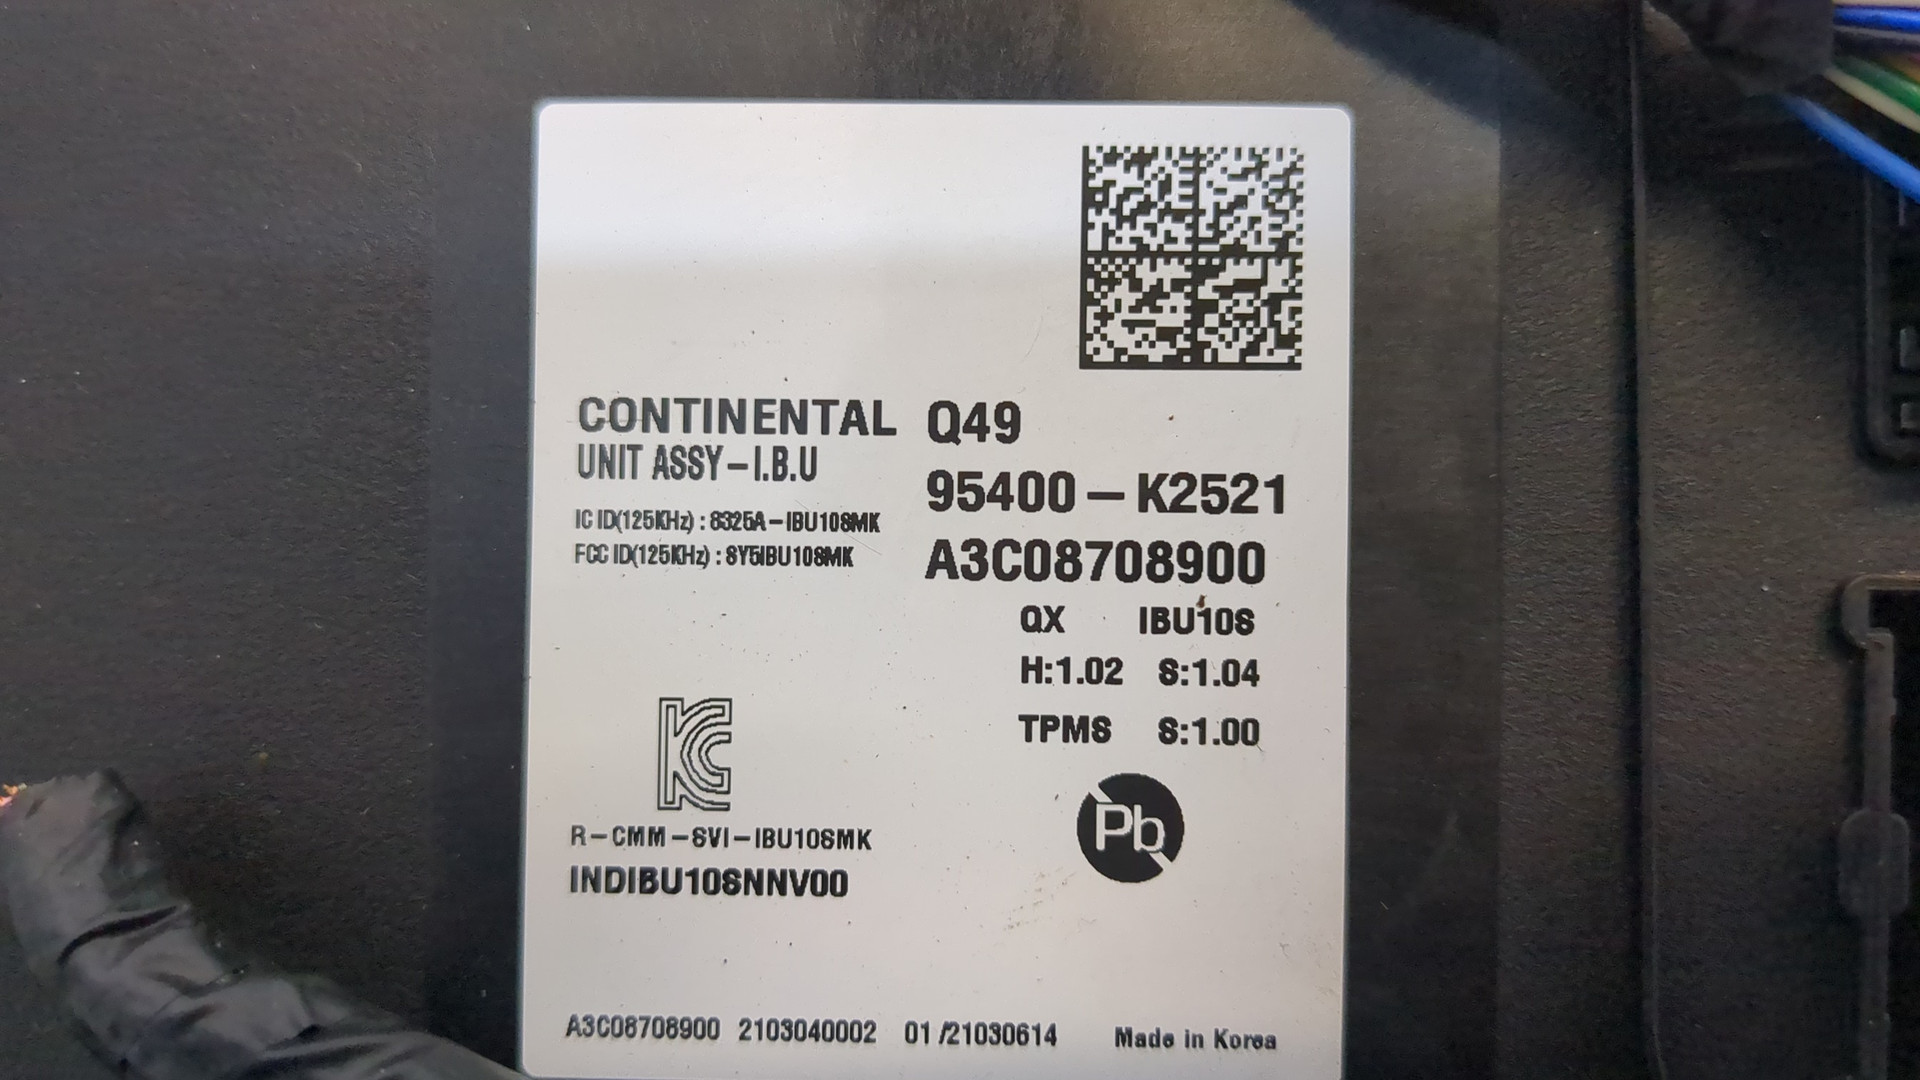 CONTINENTAL Q49
UNIT ASSY-I.B.U
95400-K2521
IC ID(125KHz) : 8325A-IBU10SMK
FCC ID(125KHz) : SY5IBU10SMK
A3C08708900
QX IBU10S
H:1.02 S:1.04
TPMS S:1.00
KC
Pb
R-CMM-SVI-IBU10SMK
INDIBU10SNNV00
A3C08708900 2103040002 01 /21030614 Made in Korea